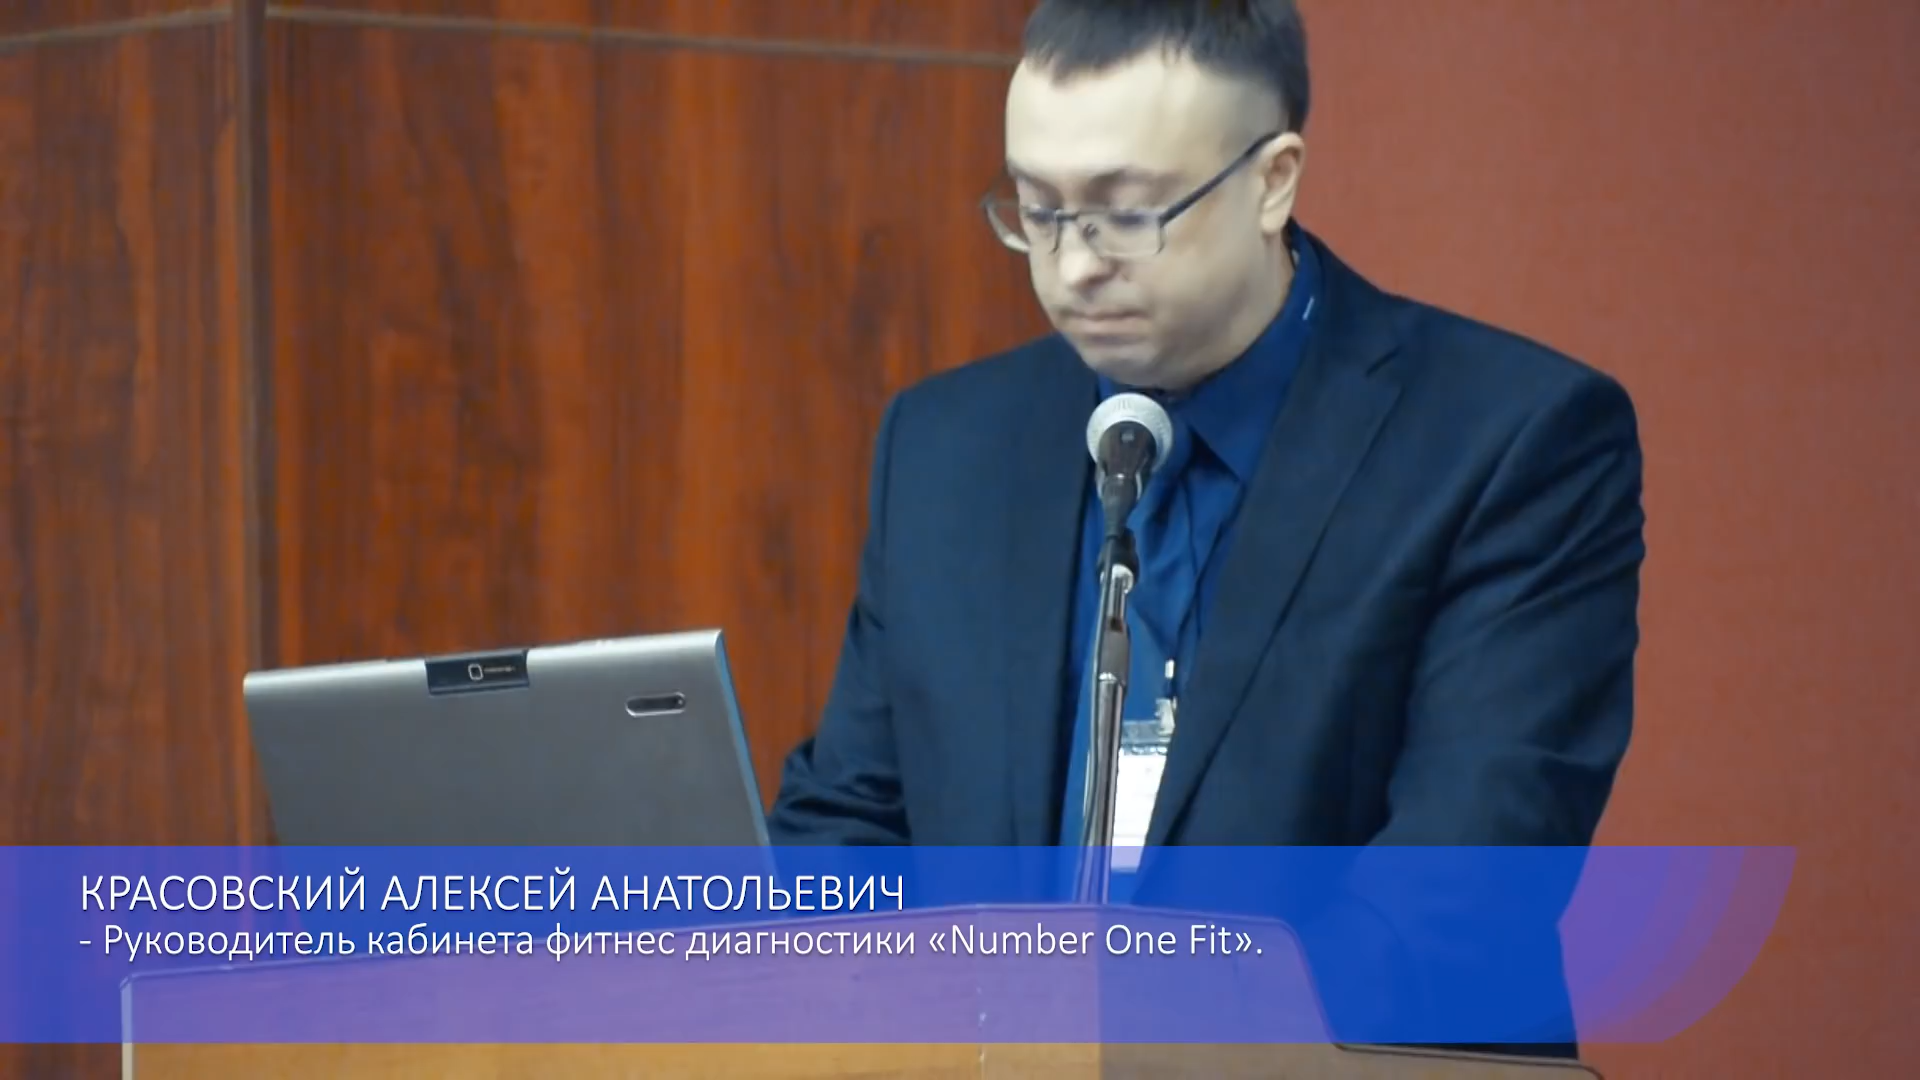 КРАСОВСКИЙ АЛЕКСЕЙ АНАТОЛЬЕВИЧ
- Руководитель кабинета фитнес диагностики «Number One Fit».